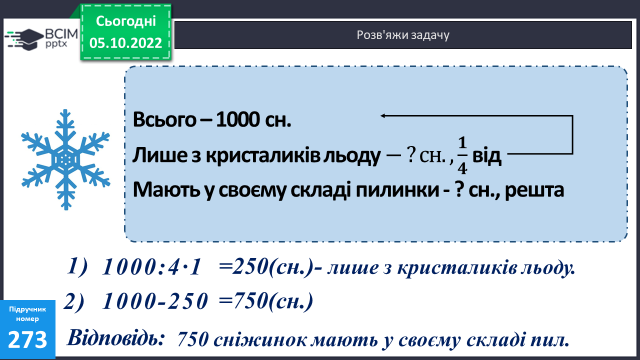 Сьогодні
05.10.2022
BCIM
pptx
Розв'яжи задачу
Всього – 1000 сн.
Лише з кристаликів льоду – ? сн. , 1/4 від
Мають у своєму складі пилинки - ? сн., решта
1) 1000:4·1 =250(сн.)- лише з кристаликів льоду.
2) 1000-250 =750(сн.)
Підручник
номер
273
Відповідь: 750 сніжинок мають у своєму складі пил.